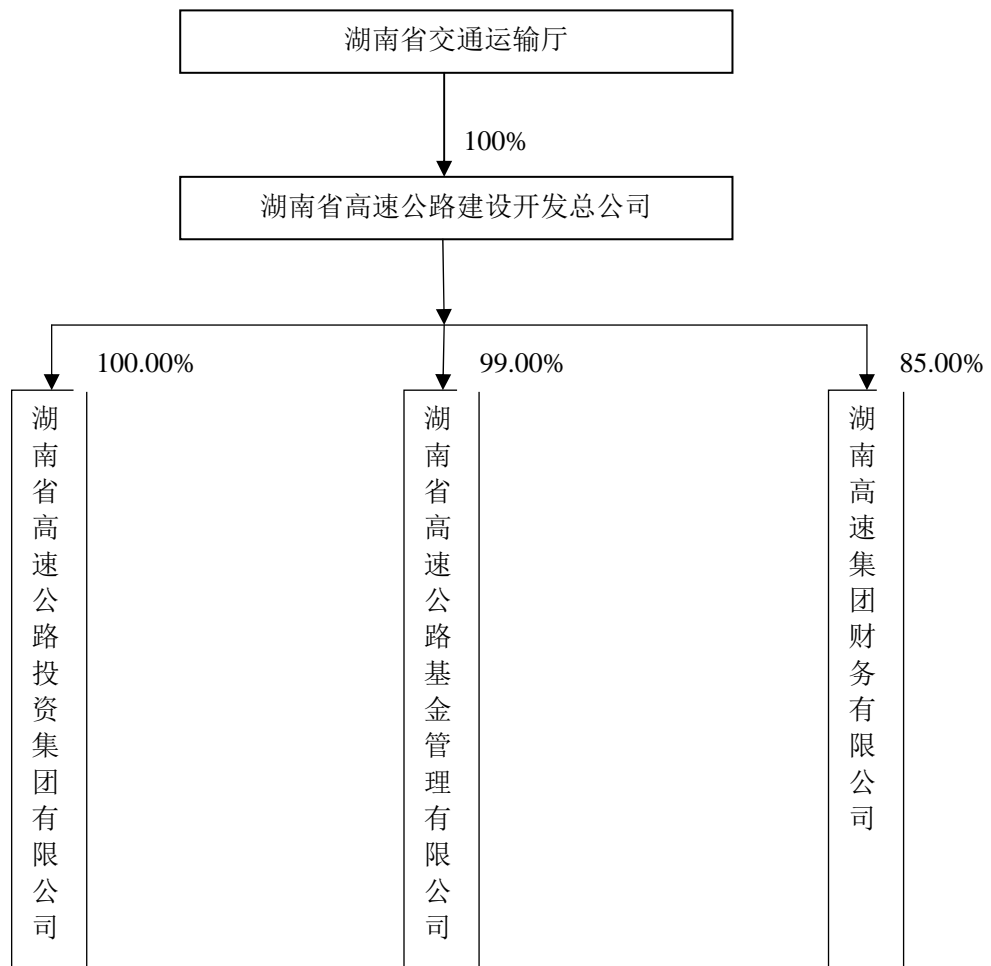 湖南省交通运输厅
100%
湖南省高速公路建设开发总公司
100.00%
99.00%
85.00%
湖南省高速公路投资集团有限公司
湖南省高速公路基金管理有限公司
湖南高速集团财务有限公司